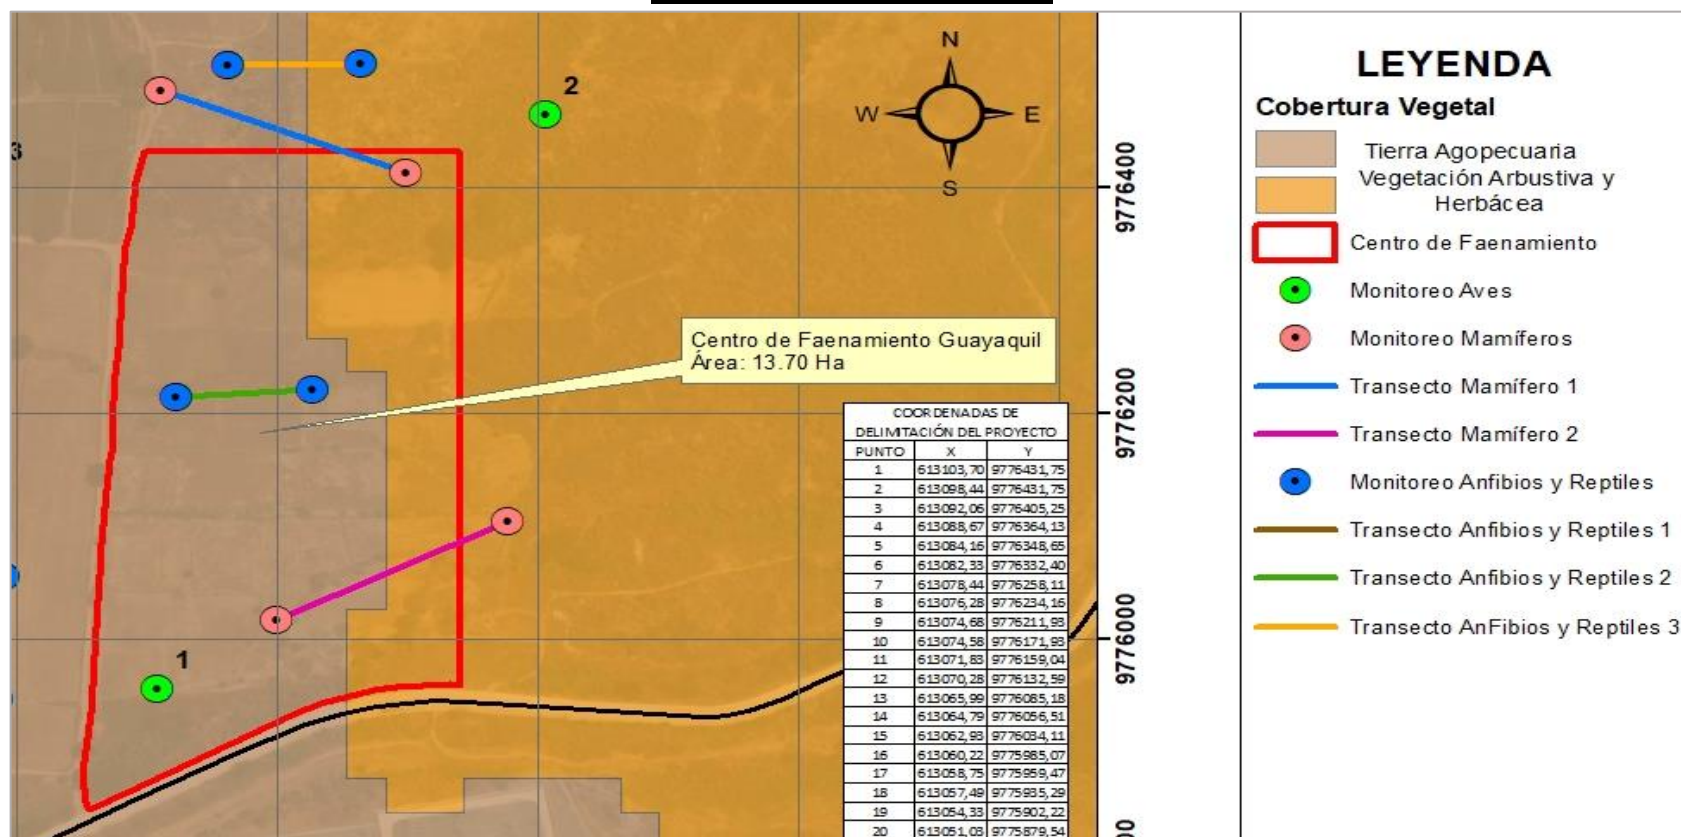 2
3
1
N
W
E
S
Centro de Faenamiento Guayaquil
Área: 13.70 Ha
9776400
9776200
9776000
COORDENADAS DE
DELIMITACIÓN DEL PROYECTO
PUNTO X Y
1 613103,70 9776431,75
2 613098,44 9776431,75
3 613092,06 9776405,25
4 613088,67 9776364,13
5 613084,16 9776348,65
6 613082,33 9776332,40
7 613078,44 9776258,11
8 613076,28 9776234,16
9 613074,68 9776211,93
10 613074,58 9776171,93
11 613071,83 9776159,04
12 613070,28 9776132,59
13 613065,99 9776085,18
14 613064,79 9776056,51
15 613062,93 9776034,11
16 613060,22 9775985,07
17 613058,75 9775959,47
18 613057,49 9775935,29
19 613054,33 9775902,22
20 613051,03 9775879,54
LEYENDA
Cobertura Vegetal
Tierra Agopecuaria
Vegetación Arbustiva y
Herbácea
Centro de Faenamiento
Monitoreo Aves
Monitoreo Mamíferos
Transecto Mamífero 1
Transecto Mamífero 2
Monitoreo Anfibios y Reptiles
Transecto Anfibios y Reptiles 1
Transecto Anfibios y Reptiles 2
Transecto AnFibios y Reptiles 3